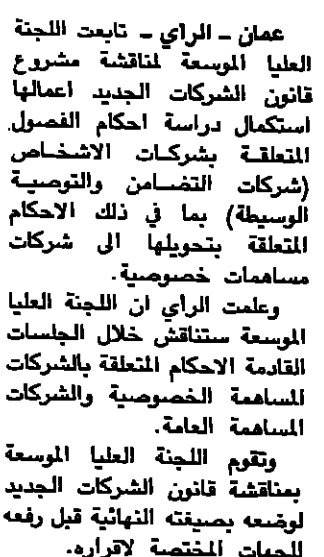 عمان ـ الراي ـ تابعت اللجنة
العليا الموسعة لمناقشة مشروع
قانون الشركات الجديد اعمالها
استكمال دراسة احكام الفصول
المتعلقة بشركات الاشخاص
(شركات التضامن والتوصية
الوسيطة) بما في ذلك الاحكام
المتعلقة بتحويلها الى شركات
مساهمات خصوصية.
وعلمت الراي ان اللجنة العليا
الموسعة ستناقش خلال الجلسات
القادمة الاحكام المتعلقة بالشركات
المساهمة الخصوصية والشركات
المساهمة العامة.
وتقوم اللجنة العليا الموسعة
بمناقشة قانون الشركات الجديد
لوضعه بصيغته النهائية قبل رفعه
للجهات المختصة لاقراره.